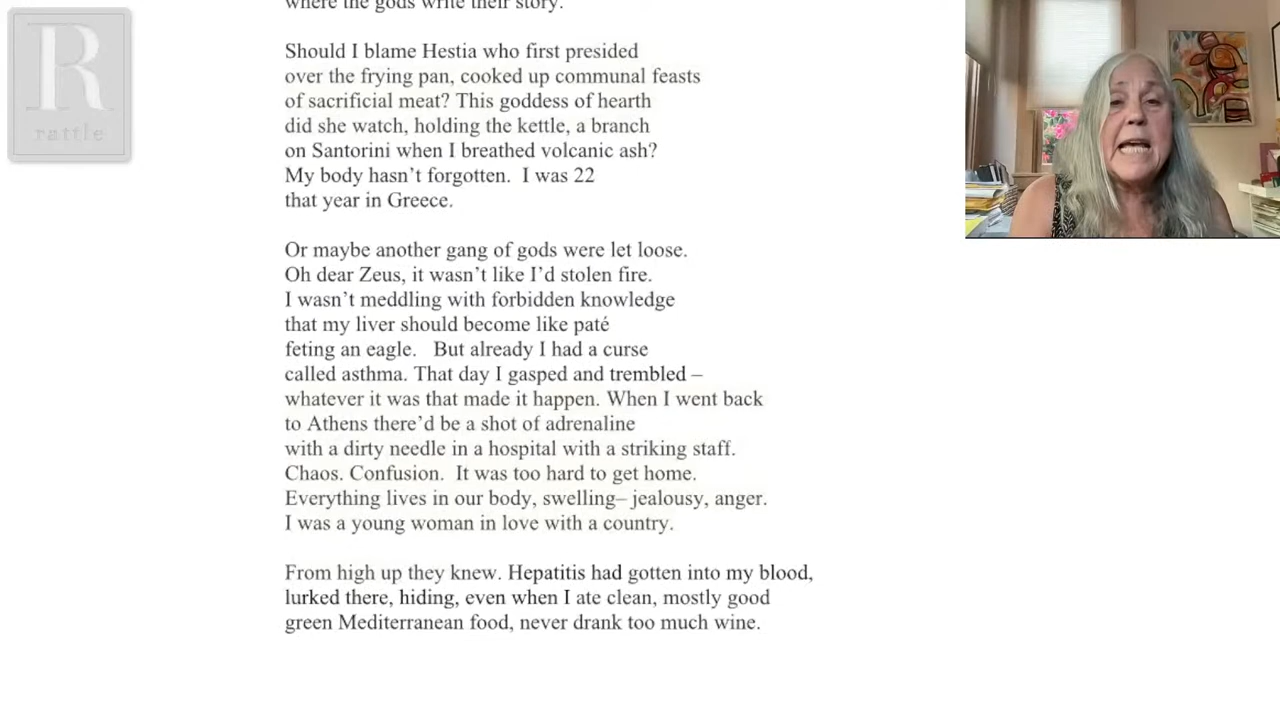 R
rattle
where the gods write their story.
Should I blame Hestia who first presided
over the frying pan, cooked up communal feasts
of sacrificial meat? This goddess of hearth
did she watch, holding the kettle, a branch
on Santorini when I breathed volcanic ash?
My body hasn’t forgotten.  I was 22
that year in Greece.
Or maybe another gang of gods were let loose.
Oh dear Zeus, it wasn’t like I’d stolen fire.
I wasn’t meddling with forbidden knowledge
that my liver should become like paté
feting an eagle.   But already I had a curse
called asthma. That day I gasped and trembled –
whatever it was that made it happen. When I went back
to Athens there’d be a shot of adrenaline
with a dirty needle in a hospital with a striking staff.
Chaos. Confusion.  It was too hard to get home.
Everything lives in our body, swelling– jealousy, anger.
I was a young woman in love with a country.
From high up they knew. Hepatitis had gotten into my blood,
lurked there, hiding, even when I ate clean, mostly good
green Mediterranean food, never drank too much wine.